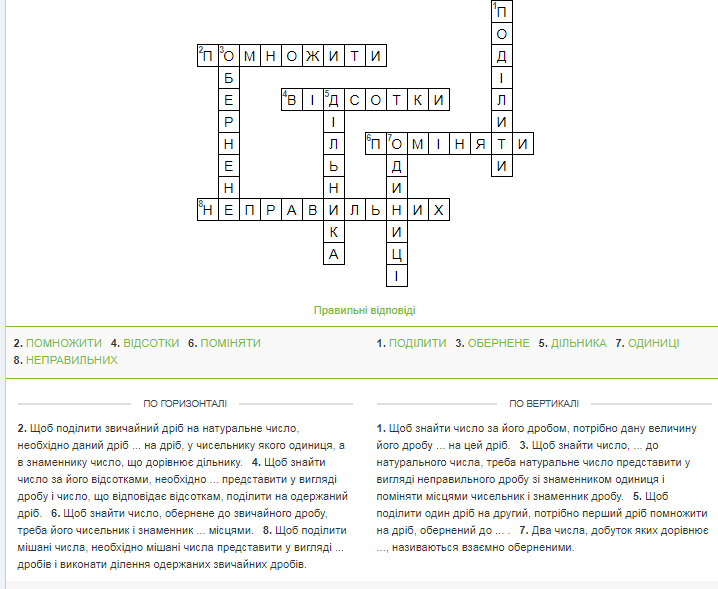 1 П
О
2 П 3 О М Н О Ж И Т И Д
Б І
Е 4 В І 5 Д С О Т К И Л
Р І И
Н Л 6 П 7 О М І Н Я Т И
Е Ь Д И
Н Н И
8 Н Е П Р А В И Л Ь Н И Х
К И
А Ц
І
Правильні відповіді
2. ПОМНОЖИТИ 4. ВІДСОТКИ 6. ПОМІНЯТИ
8. НЕПРАВИЛЬНИХ
1. ПОДІЛИТИ 3. ОБЕРНЕНЕ 5. ДІЛЬНИКА 7. ОДИНИЦІ
ПО ГОРИЗОНТАЛІ
2. Щоб поділити звичайний дріб на натуральне число,
необхідно даний дріб ... на дріб, у чисельнику якого одиниця, а
в знаменнику число, що дорівнює дільнику. 4. Щоб знайти
число за його відсотками, необхідно ... представити у вигляді
дробу і число, що відповідає відсоткам, поділити на одержаний
дріб. 6. Щоб знайти число, обернене до звичайного дробу,
треба його чисельник і знаменник ... місцями. 8. Щоб поділити
мішані числа, необхідно мішані числа представити у вигляді ...
дробів і виконати ділення одержаних звичайних дробів.
ПО ВЕРТИКАЛІ
1. Щоб знайти число за його дробом, потрібно дану величину
його дробу ... на цей дріб. 3. Щоб знайти число, ... до
натурального числа, треба натуральне число представити у
вигляді неправильного дробу зі знаменником одиниця і
поміняти місцями чисельник і знаменник дробу. 5. Щоб
поділити один дріб на другий, потрібно перший дріб помножити
на дріб, обернений до ... . 7. Два числа, добуток яких дорівнює
..., називаються взаємно оберненими.